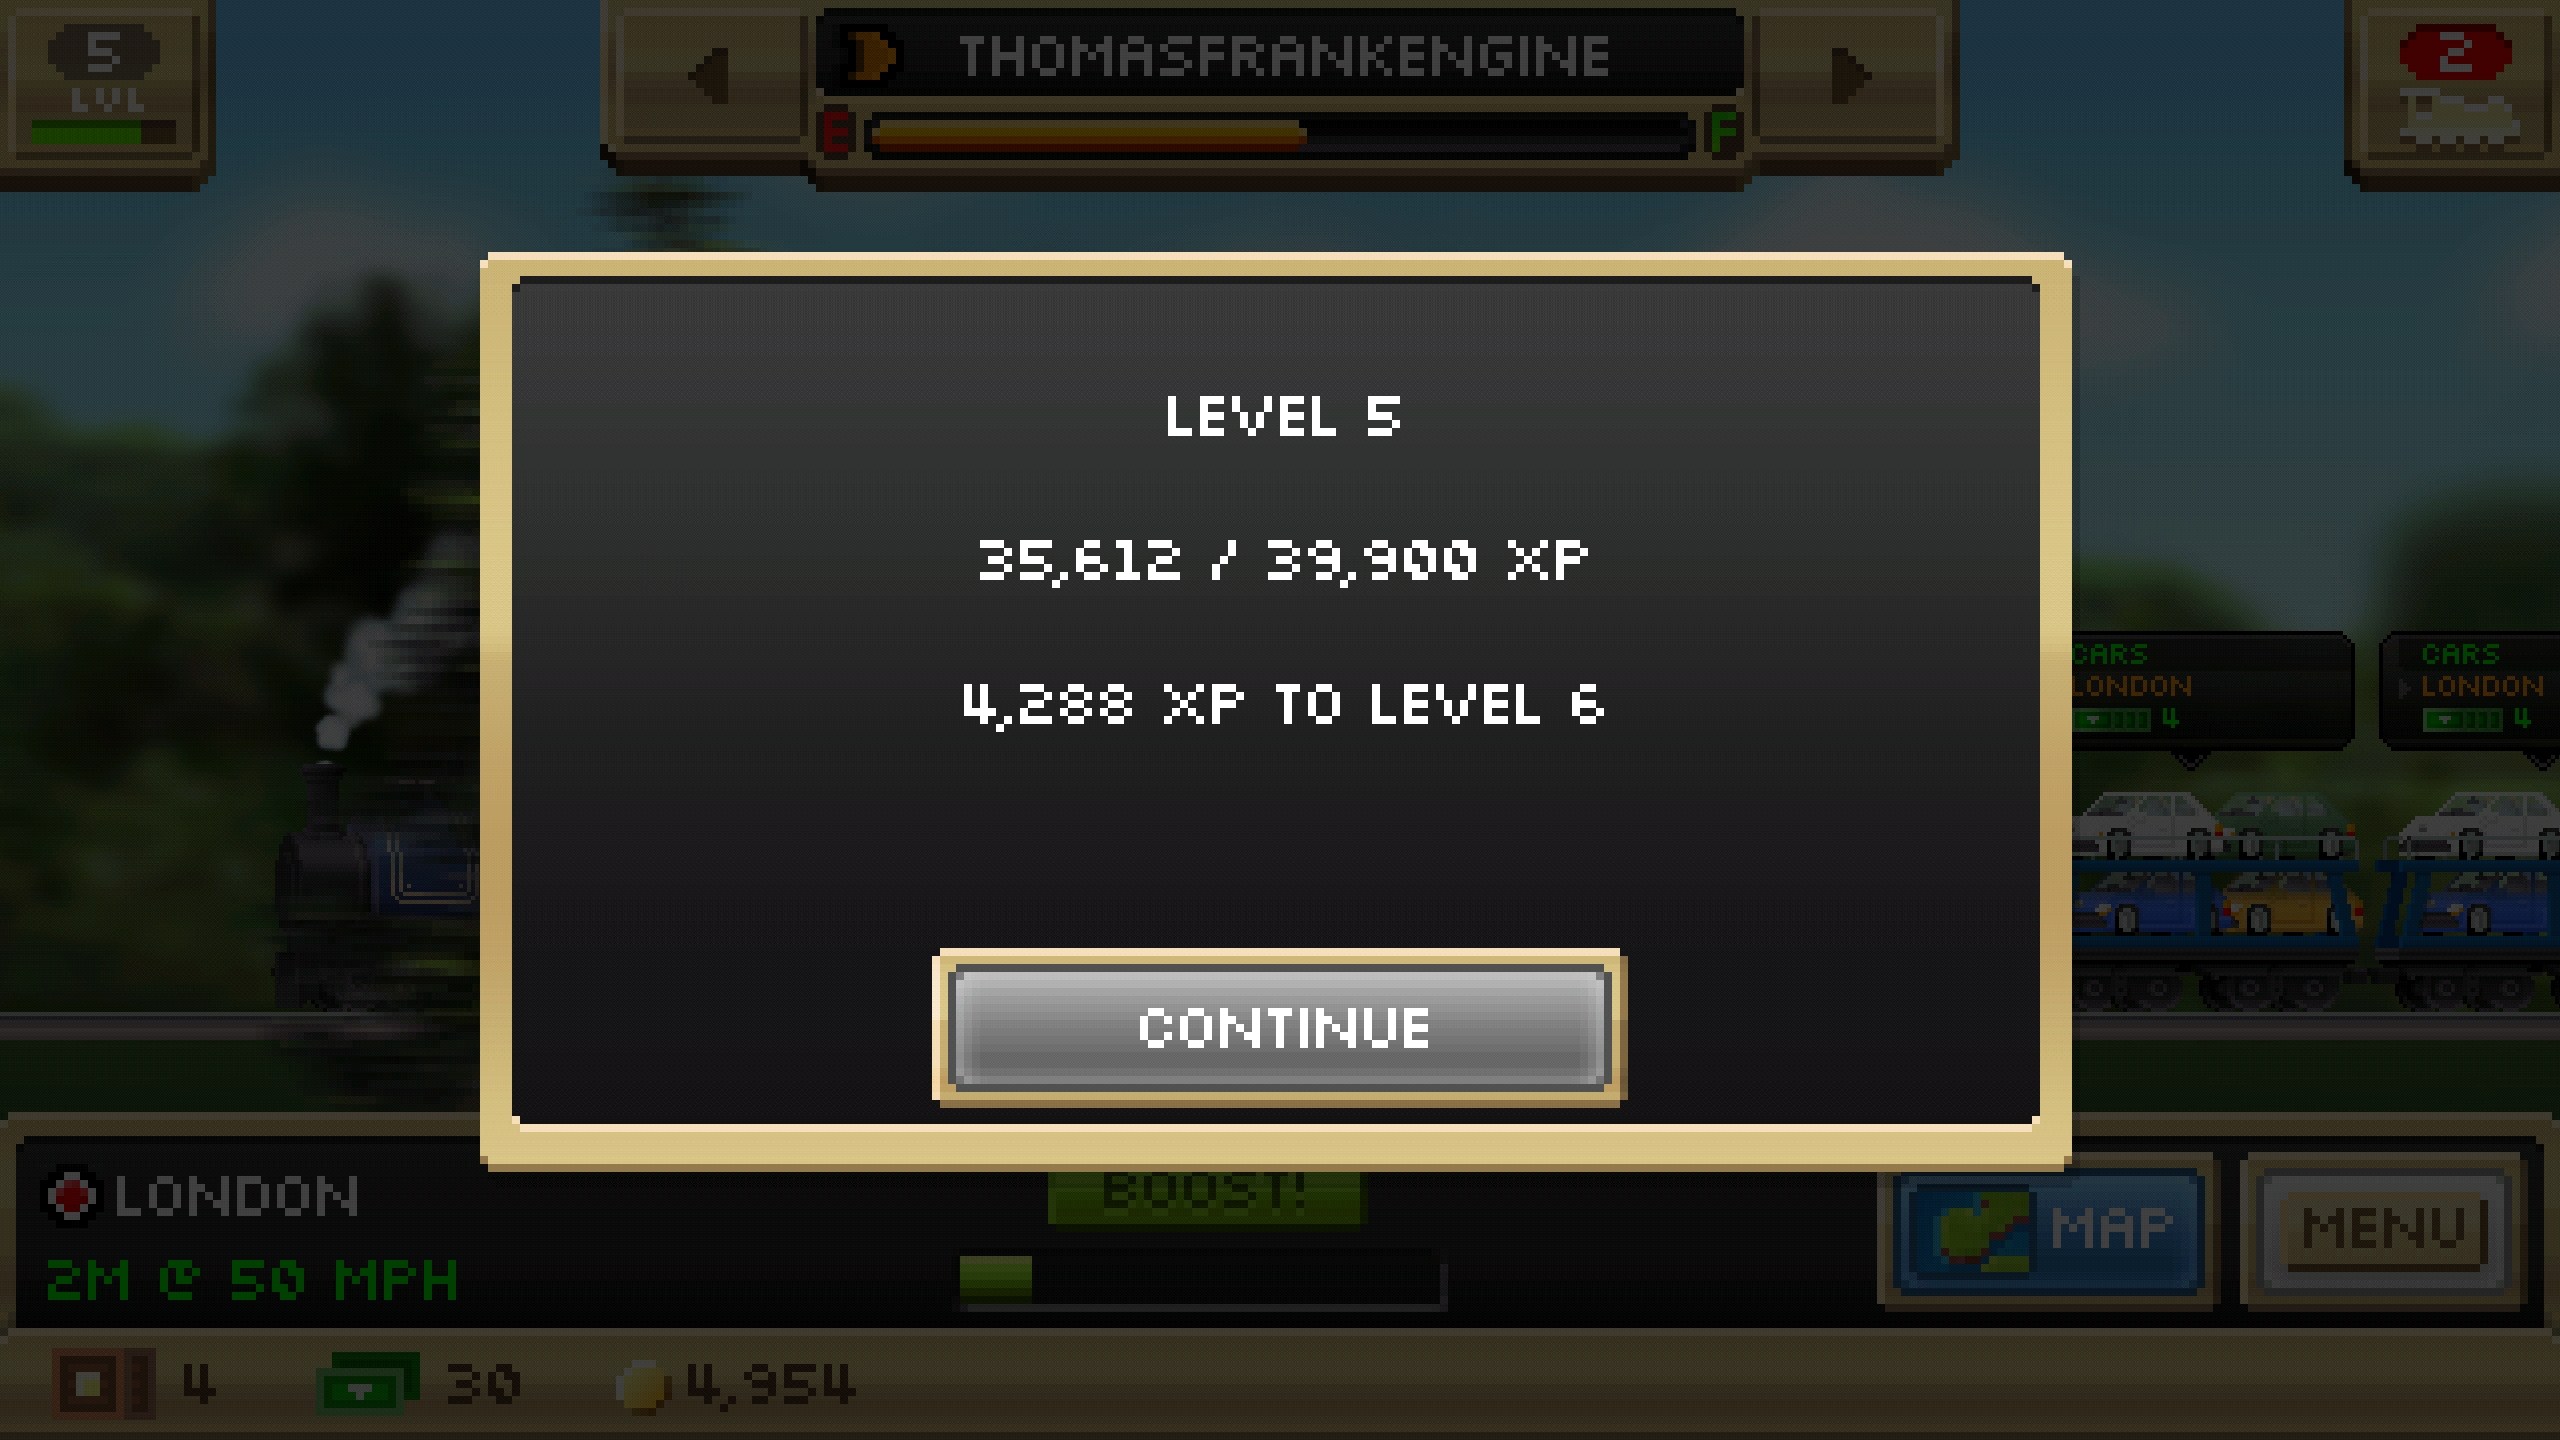 5
LVL
THOMASFRANKENGINE
E
F
2
LEVEL 5
35,612 / 39,900 XP
4,288 XP TO LEVEL 6
CONTINUE
CARS
LONDON
4
CARS
LONDON
4
LONDON
2M @ 50 MPH
BOOST!
MAP
MENU
4
30
4,954